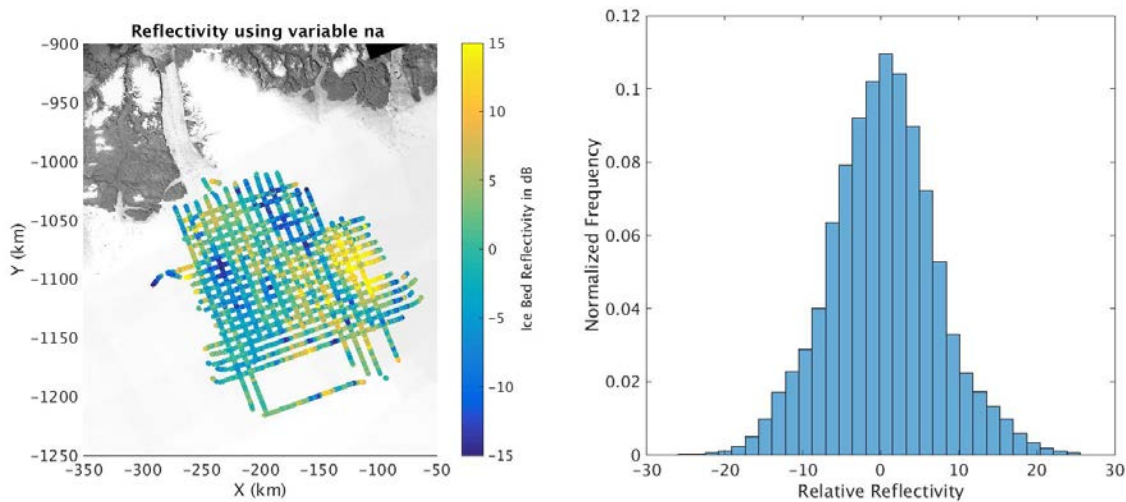 Reflectivity using variable na
-900
-950
-1000
-1050
-1100
-1150
-1200
-1250
Y (km)
-350 -300 -250 -200 -150 -100 -50
X (km)
15
10
5
0
-5
-10
-15
Ice Bed Reflectivity in dB
0.12
0.1
0.08
0.06
0.04
0.02
0
Normalized Frequency
-30 -20 -10 0 10 20 30
Relative Reflectivity